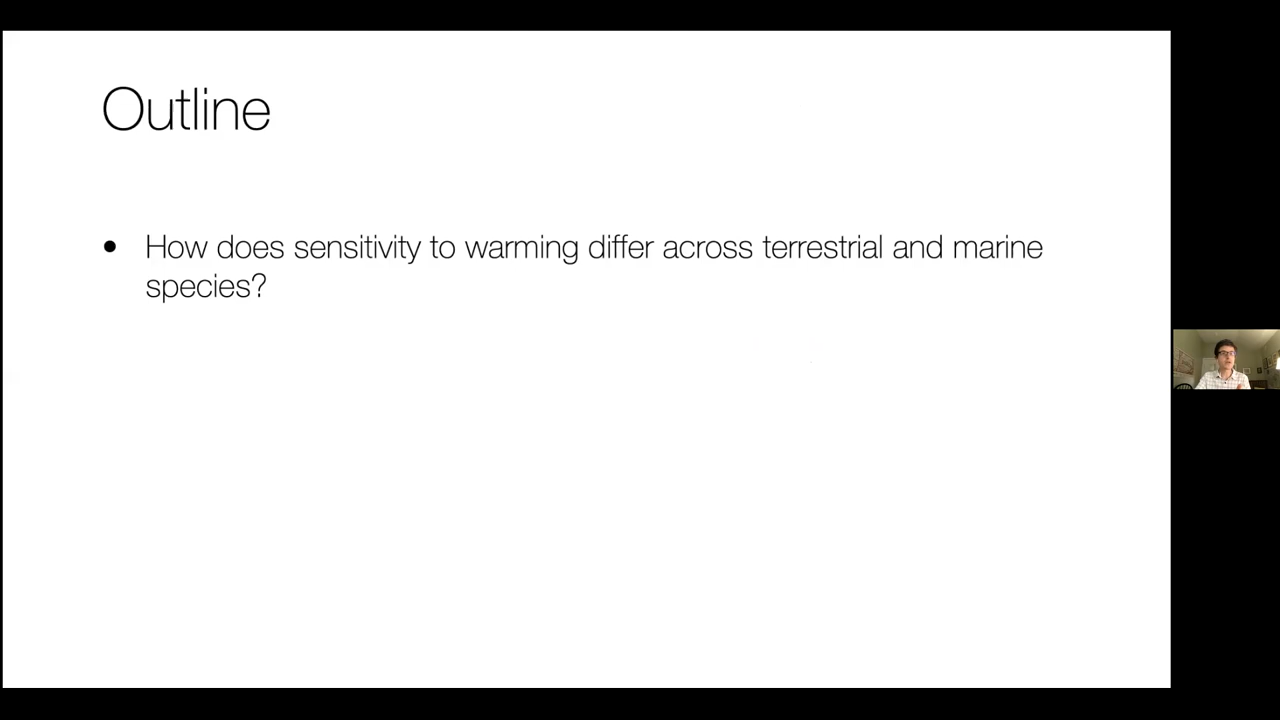 Outline
• How does sensitivity to warming differ across terrestrial and marine
species?